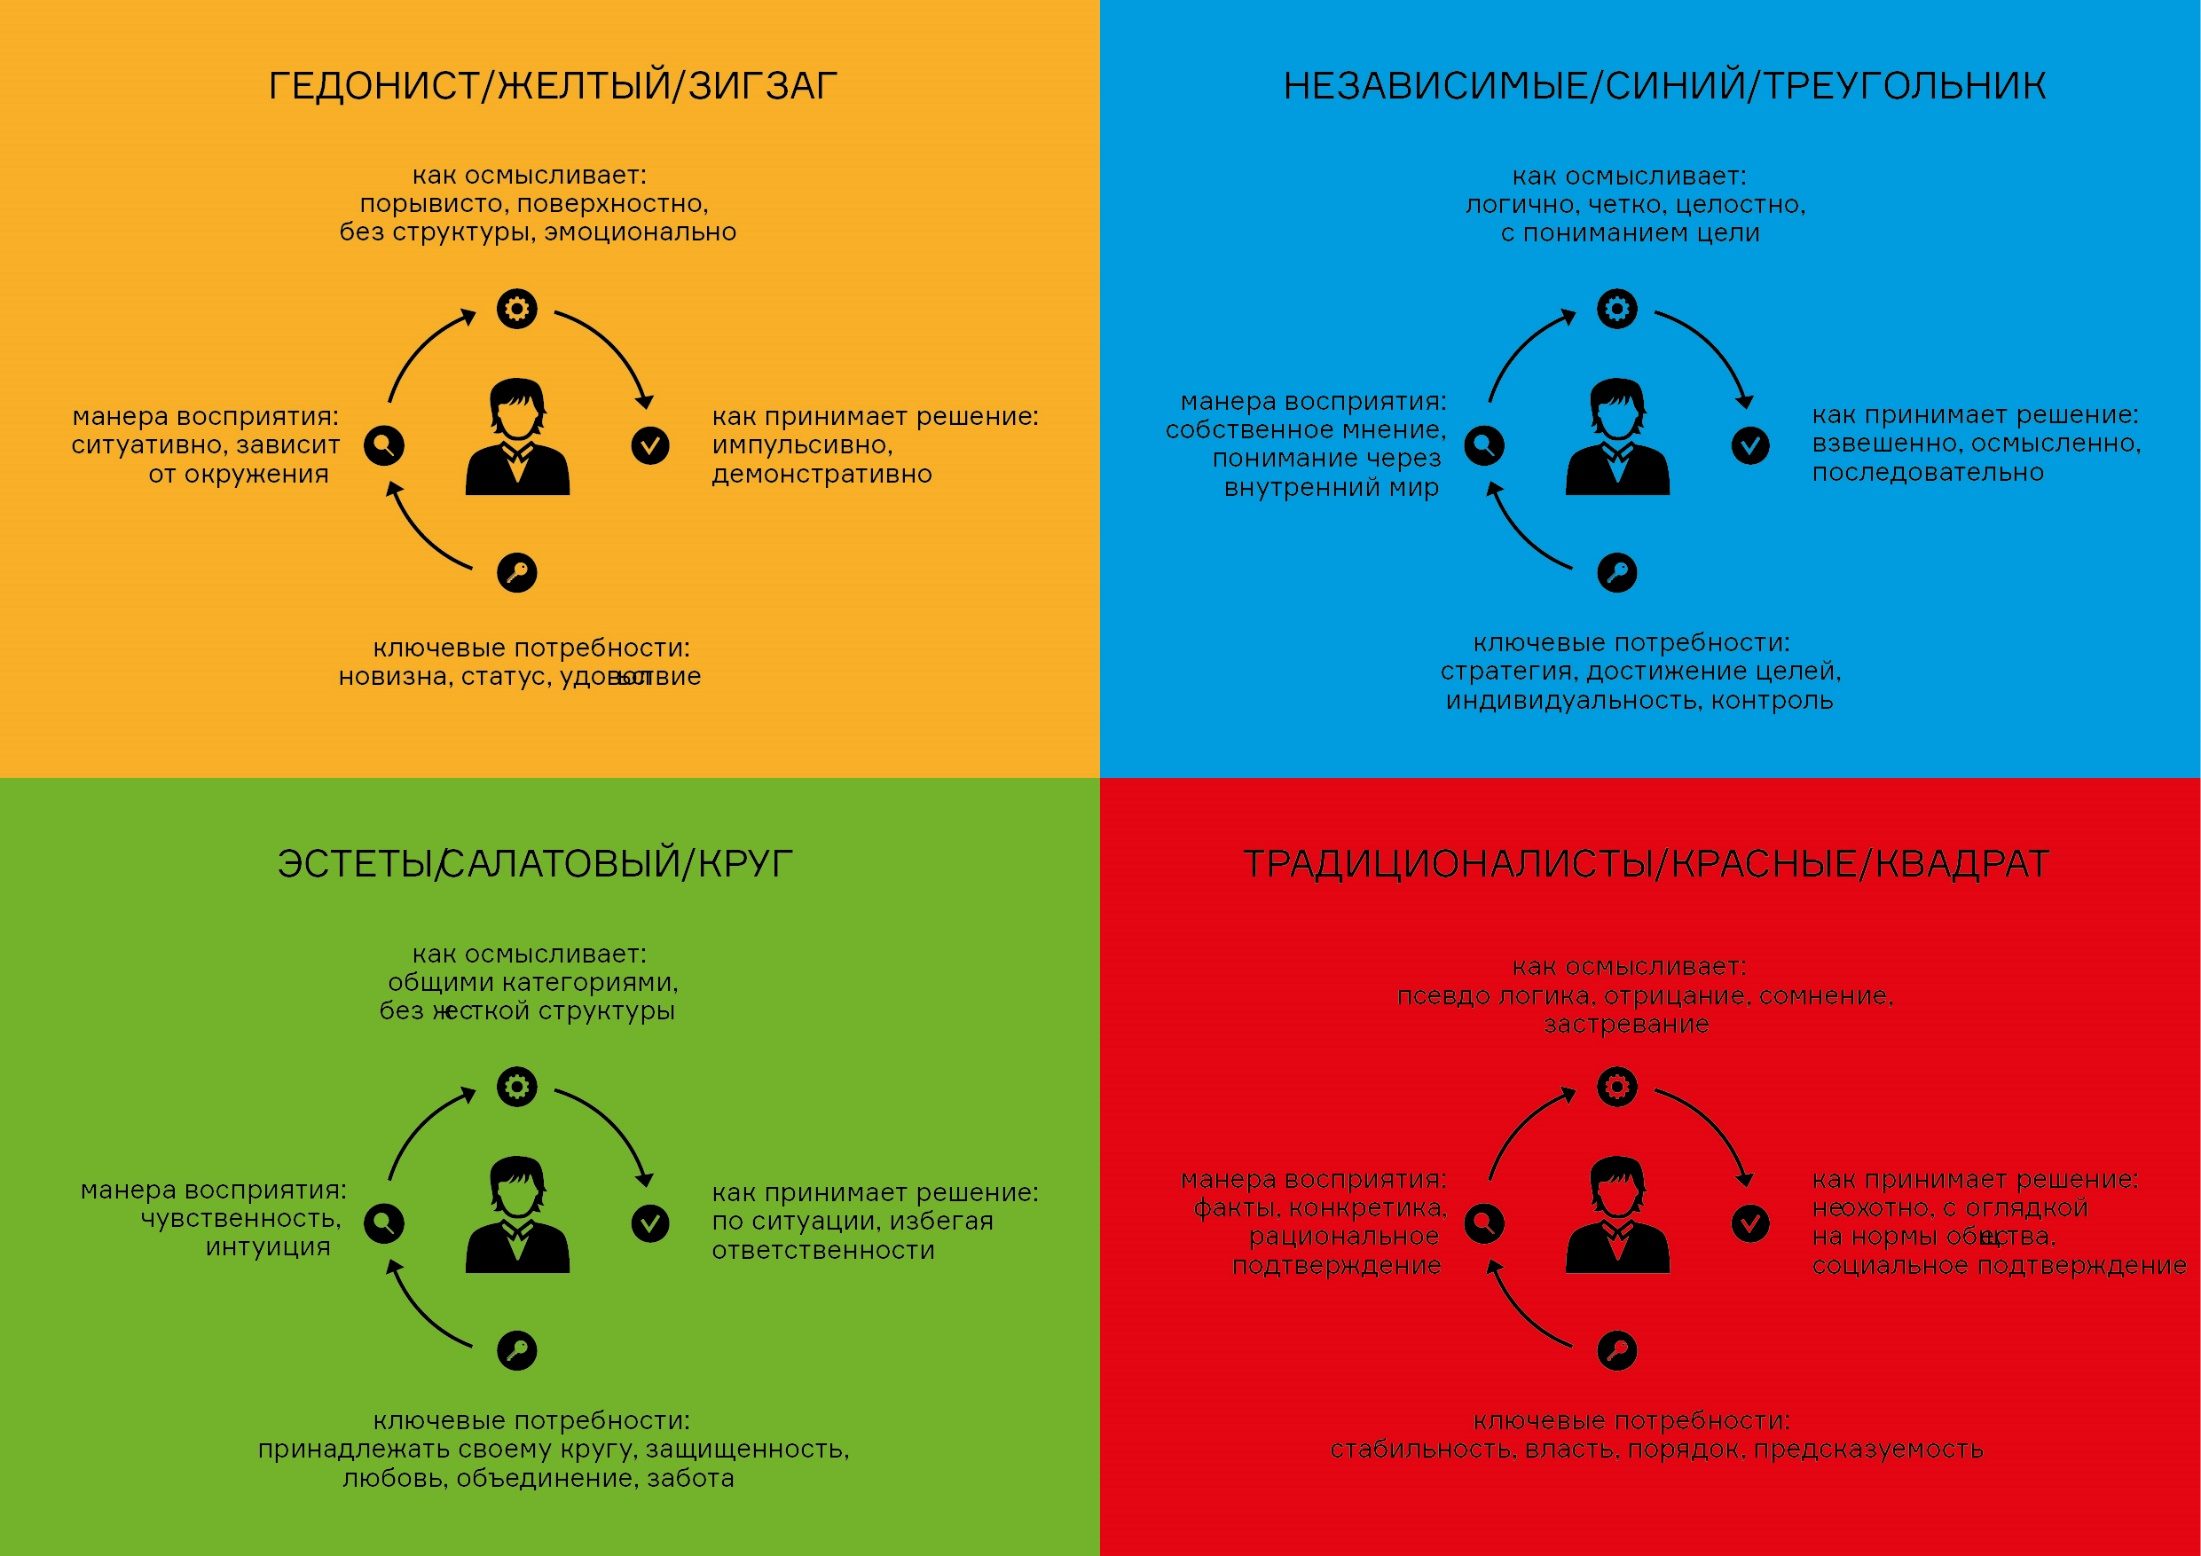 ГЕДОНИСТ/ЖЕЛТЫЙ/ЗИГЗАГ
как осмысливает:
порывисто, поверхностно,
без структуры, эмоционально
манера восприятия:
ситуативно, зависит
от окружения
как принимает решение:
импульсивно,
демонстративно
ключевые потребности:
новизна, статус, удовольствие
НЕЗАВИСИМЫЕ/СИНИЙ/ТРЕУГОЛЬНИК
как осмысливает:
логично, четко, целостно,
с пониманием цели
манера восприятия:
собственное мнение,
понимание через
внутренний мир
как принимает решение:
взвешенно, осмысленно,
последовательно
ключевые потребности:
стратегия, достижение целей,
индивидуальность, контроль
ЭСТЕТЫ/САЛАТОВЫЙ/КРУГ
как осмысливает:
общими категориями,
без жесткой структуры
манера восприятия:
чувственность,
интуиция
как принимает решение:
по ситуации, избегая
ответственности
ключевые потребности:
принадлежать своему кругу, защищенность,
любовь, объединение, забота
ТРАДИЦИОНАЛИСТЫ/КРАСНЫЕ/КВАДРАТ
как осмысливает:
псевдо логика, отрицание, сомнение,
застревание
манера восприятия:
факты, конкретика,
рациональное
подтверждение
как принимает решение:
неохотно, с оглядкой
на нормы общества,
социальное подтверждение
ключевые потребности:
стабильность, власть, порядок, предсказуемость